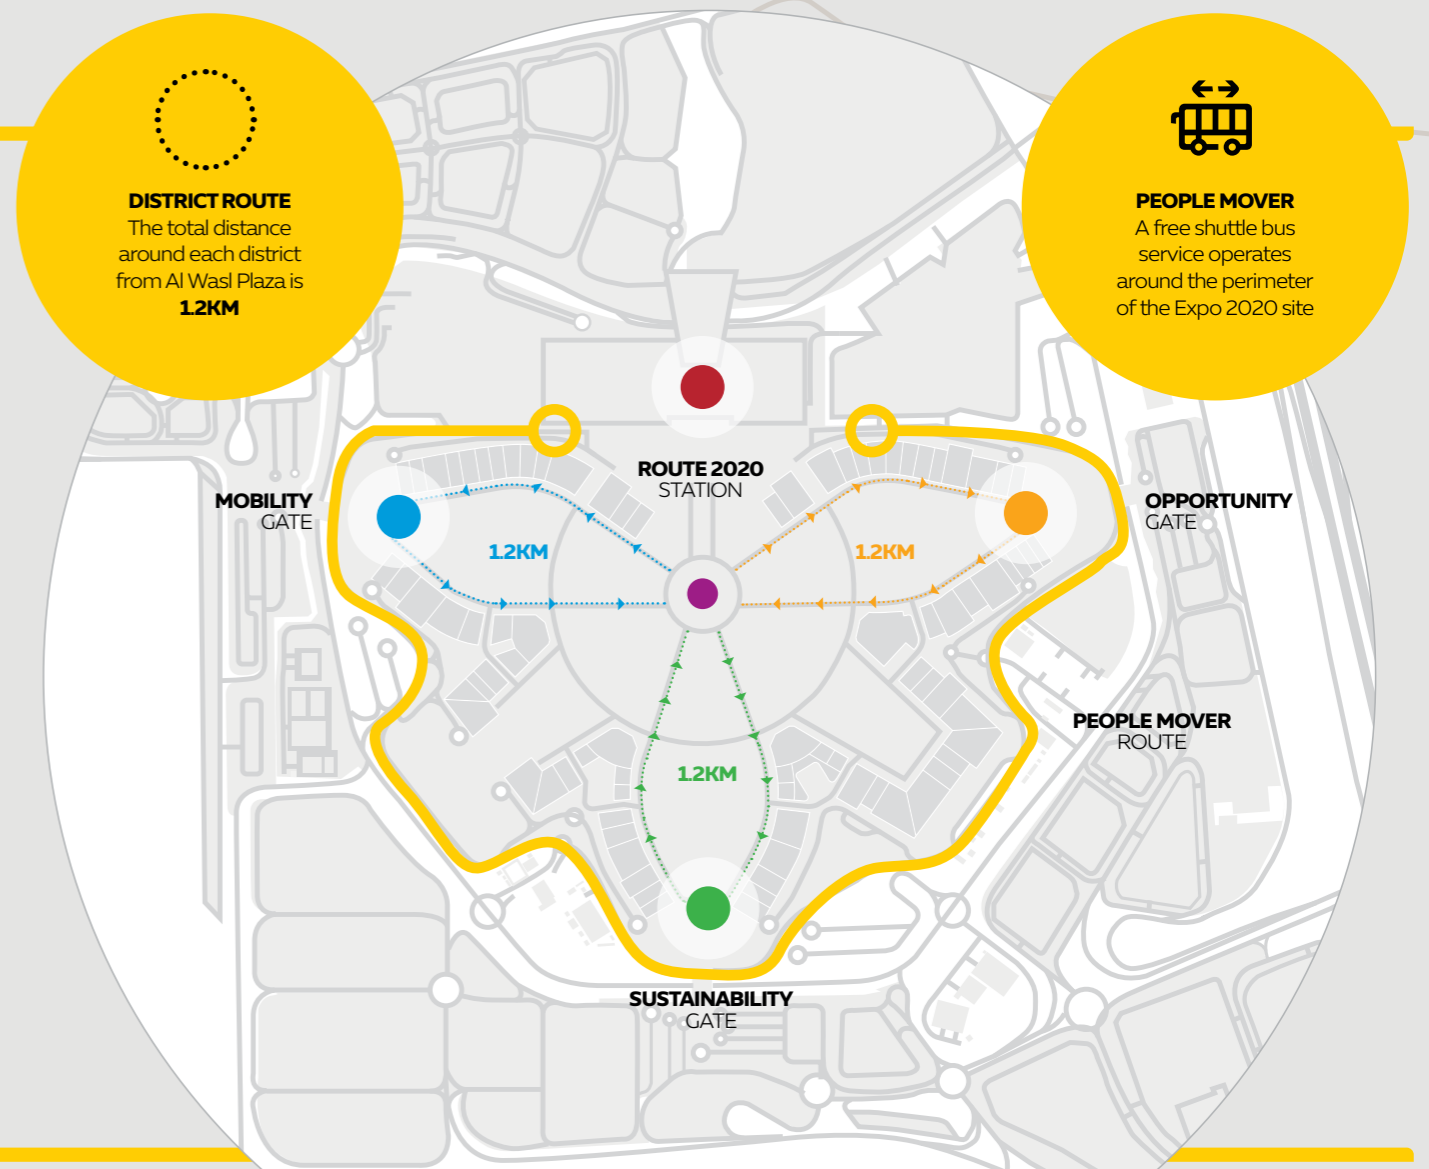 DISTRICT ROUTE
The total distance
around each district
from Al Wasl Plaza is
1.2KM
PEOPLE MOVER
A free shuttle bus
service operates
around the perimeter
of the Expo 2020 site
ROUTE 2020
STATION
MOBILITY
GATE
OPPORTUNITY
GATE
1.2KM
1.2KM
PEOPLE MOVER
ROUTE
1.2KM
SUSTAINABILITY
GATE